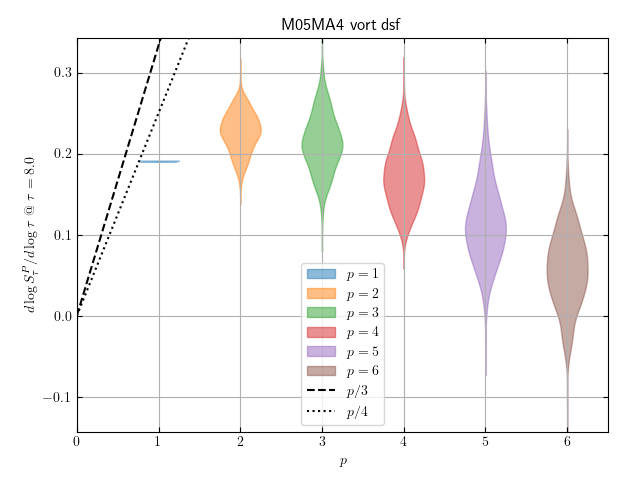 M05MA4 vort dsf
d log S_τ^P / d log τ @ τ = 8.0
0.3
0.2
0.1
0.0
−0.1
p = 1
p = 2
p = 3
p = 4
p = 5
p = 6
p/3
p/4
0 1 2 3 4 5 6
p